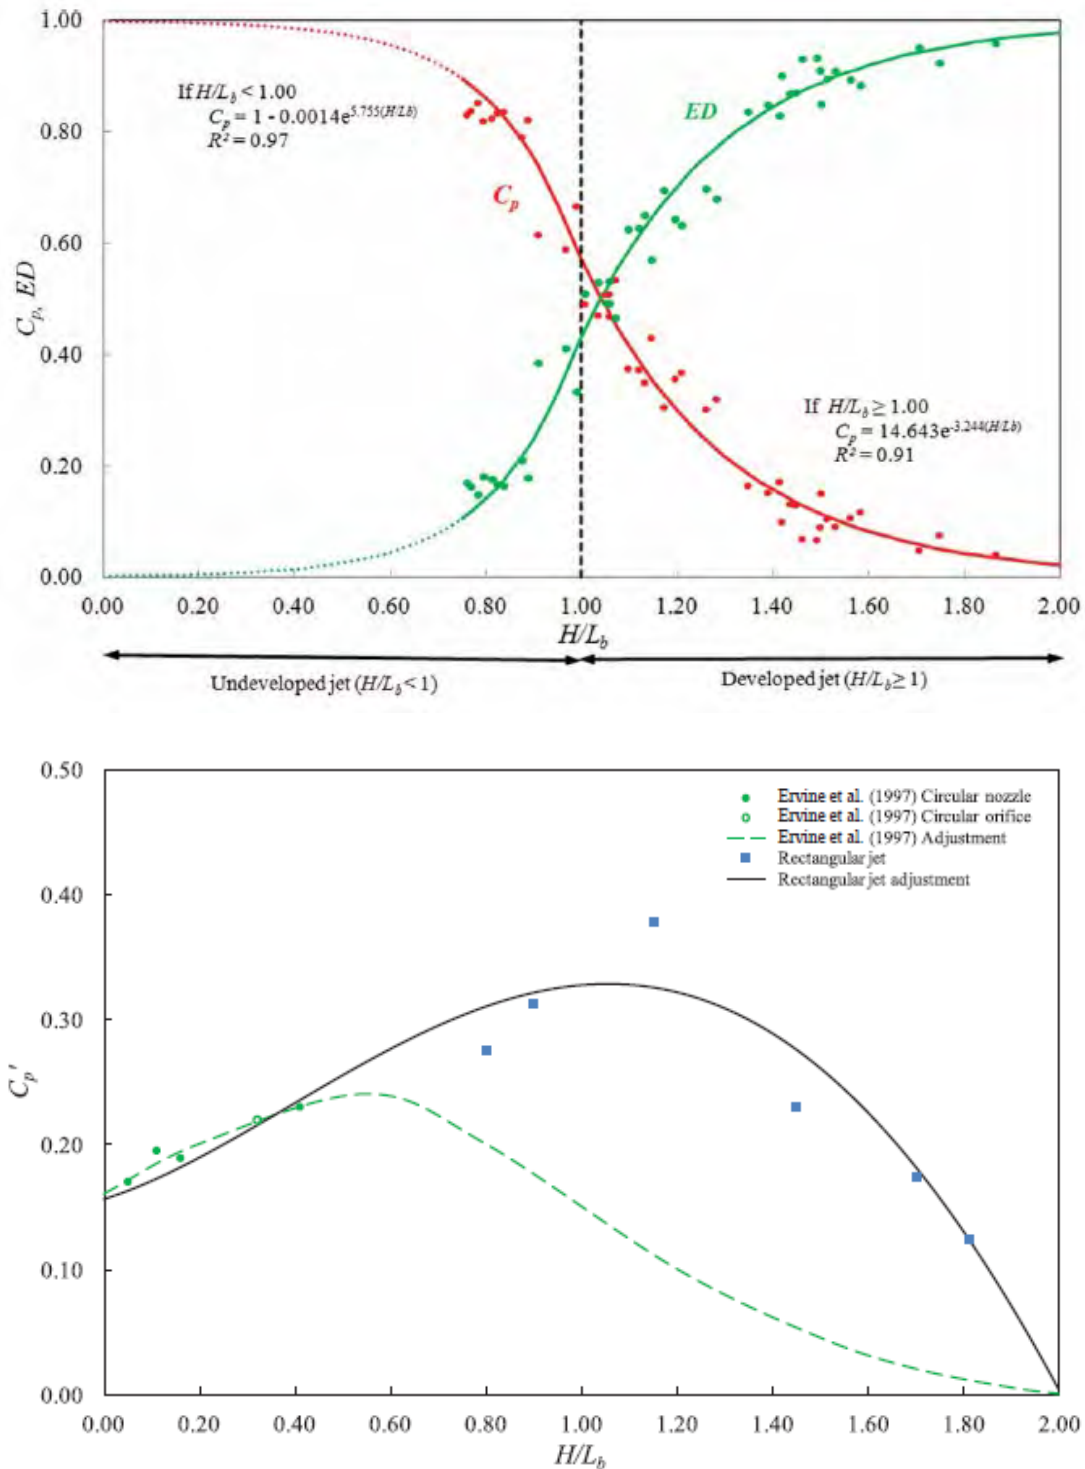 1.00
0.80
0.60
0.40
0.20
0.00
C_p, ED
If H/L_b < 1.00
C_p = 1 - 0.0014e^5.755(H/Lb)
R² = 0.97
C_p
ED
If H/L_b ≥ 1.00
C_p = 14.643e^-3.244(H/Lb)
R² = 0.91
0.00 0.20 0.40 0.60 0.80 1.00 1.20 1.40 1.60 1.80 2.00
H/L_b
Undeveloped jet (H/L_b < 1)
Developed jet (H/L_b ≥ 1)
0.50
0.40
0.30
0.20
0.10
0.00
C_p'
Ervine et al. (1997) Circular nozzle
Ervine et al. (1997) Circular orifice
Ervine et al. (1997) Adjustment
Rectangular jet
Rectangular jet adjustment
0.00 0.20 0.40 0.60 0.80 1.00 1.20 1.40 1.60 1.80 2.00
H/L_b